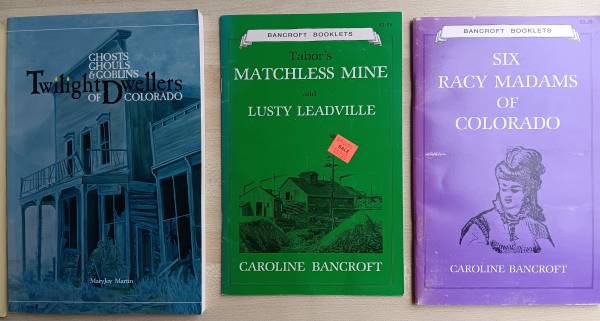 GHOSTS
GHOULS
& GOBLINS
Twilight Dwellers
OF COLORADO
MaryJoy Martin
BANCROFT BOOKLETS
Tabor's
MATCHLESS MINE
and
LUSTY LEADVILLE
SALE
CAROLINE BANCROFT
BANCROFT BOOKLETS
SIX
RACY MADAMS
OF
COLORADO
CAROLINE BANCROFT